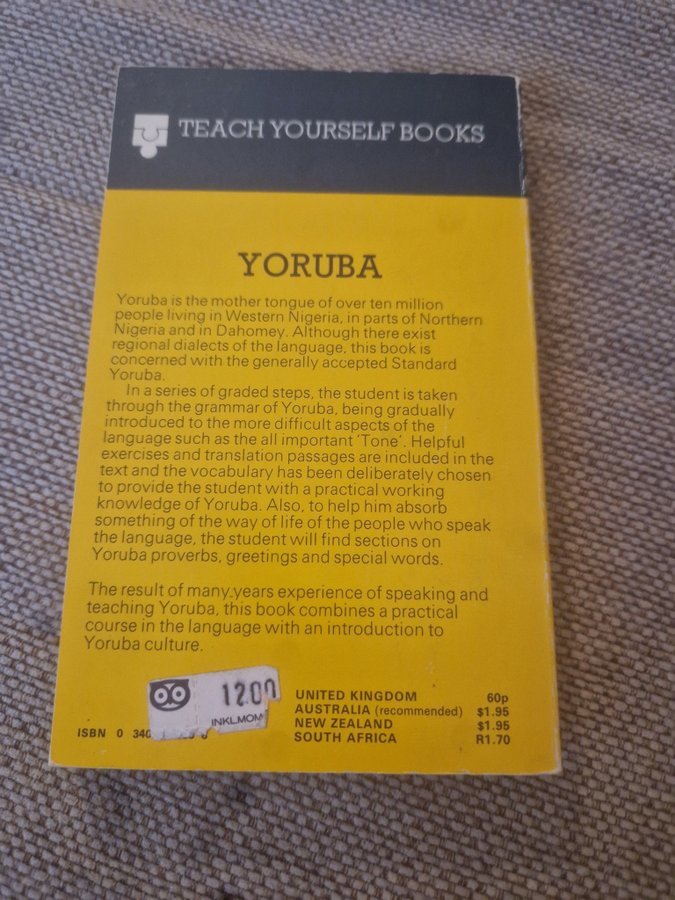 TEACH YOURSELF BOOKS
YORUBA
Yoruba is the mother tongue of over ten million
people living in Western Nigeria, in parts of Northern
Nigeria and in Dahomey. Although there exist
regional dialects of the language, this book is
concerned with the generally accepted Standard
Yoruba.
In a series of graded steps, the student is taken
through the grammar of Yoruba, being gradually
introduced to the more difficult aspects of the
language such as the all important 'Tone'. Helpful
exercises and translation passages are included in the
text and the vocabulary has been deliberately chosen
to provide the student with a practical working
knowledge of Yoruba. Also, to help him absorb
something of the way of life of the people who speak
the language, the student will find sections on
Yoruba proverbs, greetings and special words.
The result of many years experience of speaking and
teaching Yoruba, this book combines a practical
course in the language with an introduction to
Yoruba culture.
12.00
INKL.MOM
ISBN 0 340
UNITED KINGDOM 60p
AUSTRALIA (recommended) $1.95
NEW ZEALAND $1.95
SOUTH AFRICA R1.70